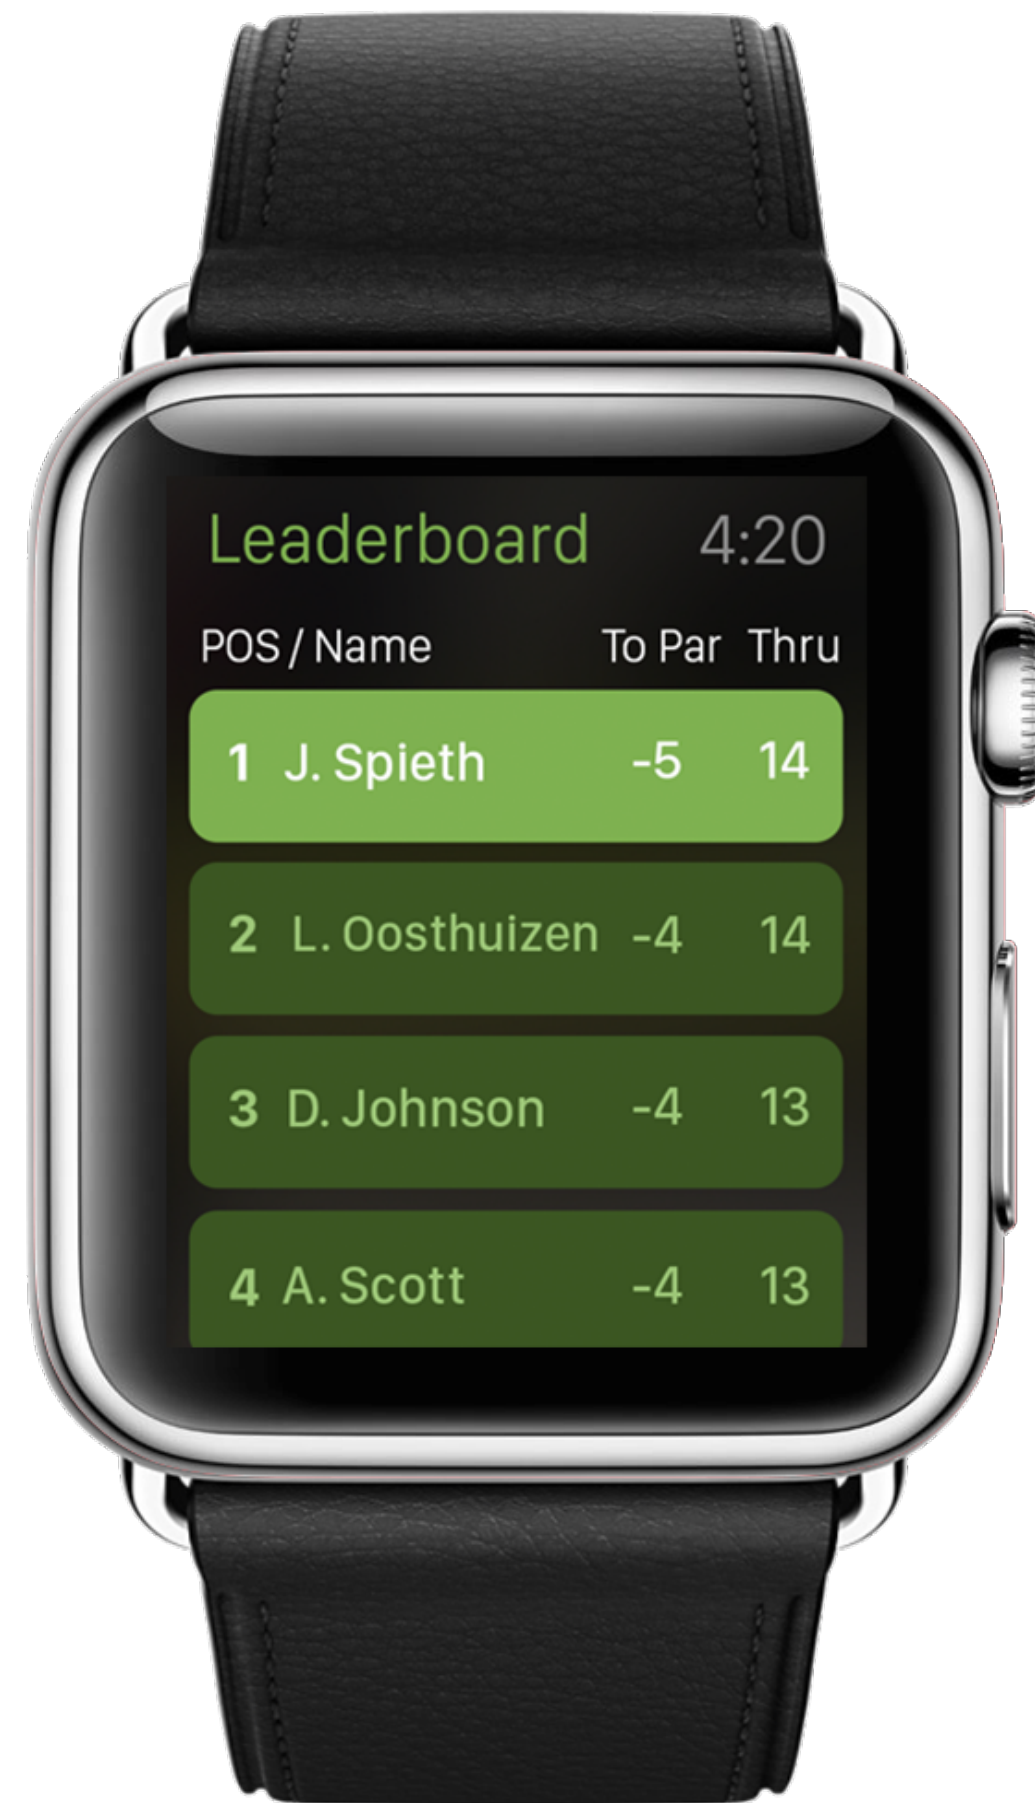 Leaderboard 4:20
POS / Name To Par Thru
1 J. Spieth -5 14
2 L. Oosthuizen -4 14
3 D. Johnson -4 13
4 A. Scott -4 13